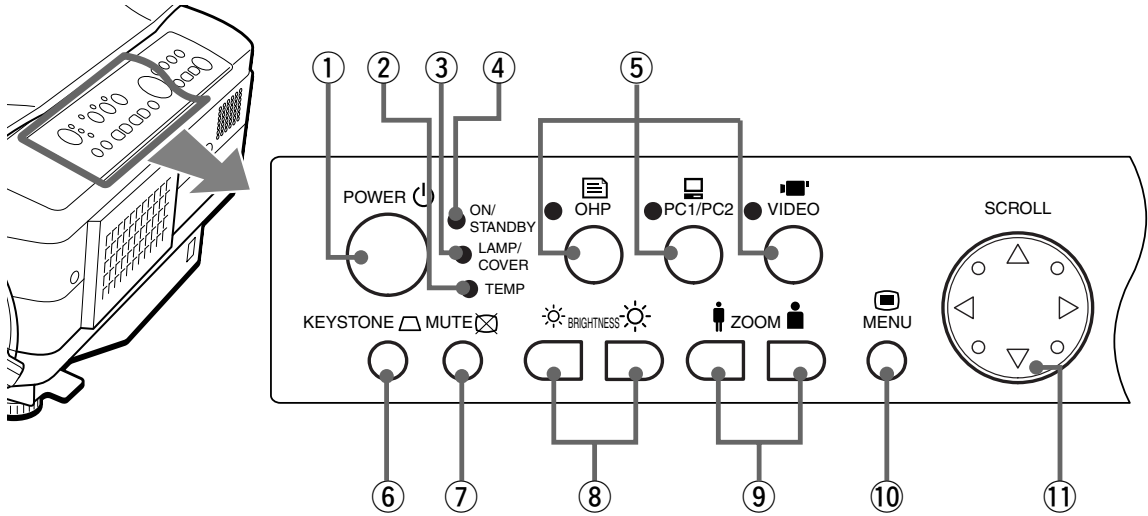 ① ② ③ ④ ⑤
POWER
ON/
STANDBY
LAMP/
COVER
TEMP
OHP
PC1/PC2
VIDEO
SCROLL
KEYSTONE MUTE
BRIGHTNESS
ZOOM
MENU
⑥ ⑦ ⑧ ⑨ ⑩ ⑪